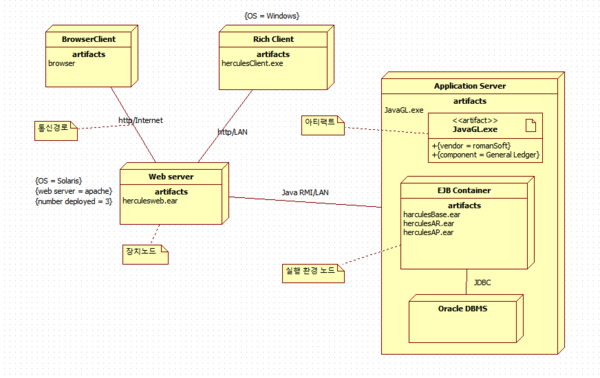 {OS = Windows}
BrowserClient
artifacts
browser
Rich Client
artifacts
herculesClient.exe
Application Server
artifacts
JavaGL.exe
<<artifact>>
JavaGL.exe
+{vendor = romanSoft}
+{component = General Ledger}
통신경로
http/Internet
http/LAN
아티팩트
{OS = Solaris}
{web server = apache}
{number deployed = 3}
Web server
artifacts
herculesweb.ear
Java RMI/LAN
EJB Container
artifacts
harculesBase.ear
herculesAR.ear
herculesAP.ear
장치노드
실행 환경 노드
JDBC
Oracle DBMS